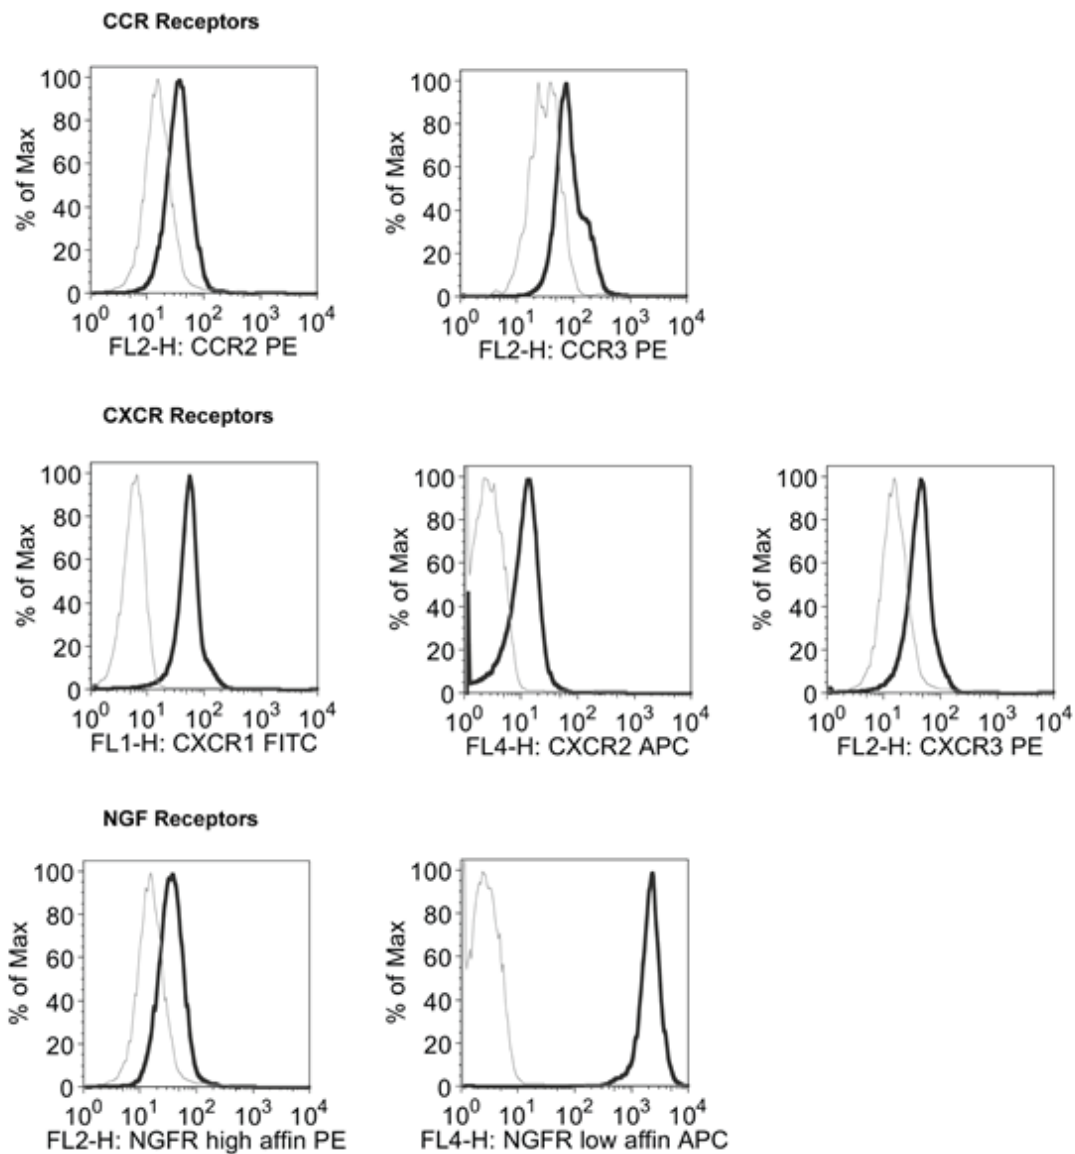 CCR Receptors
% of Max
100
80
60
40
20
0
10^0 10^1 10^2 10^3 10^4
FL2-H: CCR2 PE
% of Max
100
80
60
40
20
0
10^0 10^1 10^2 10^3 10^4
FL2-H: CCR3 PE
CXCR Receptors
% of Max
100
80
60
40
20
0
10^0 10^1 10^2 10^3 10^4
FL1-H: CXCR1 FITC
% of Max
100
80
60
40
20
0
10^0 10^1 10^2 10^3 10^4
FL4-H: CXCR2 APC
% of Max
100
80
60
40
20
0
10^0 10^1 10^2 10^3 10^4
FL2-H: CXCR3 PE
NGF Receptors
% of Max
100
80
60
40
20
0
10^0 10^1 10^2 10^3 10^4
FL2-H: NGFR high affin PE
% of Max
100
80
60
40
20
0
10^0 10^1 10^2 10^3 10^4
FL4-H: NGFR low affin APC